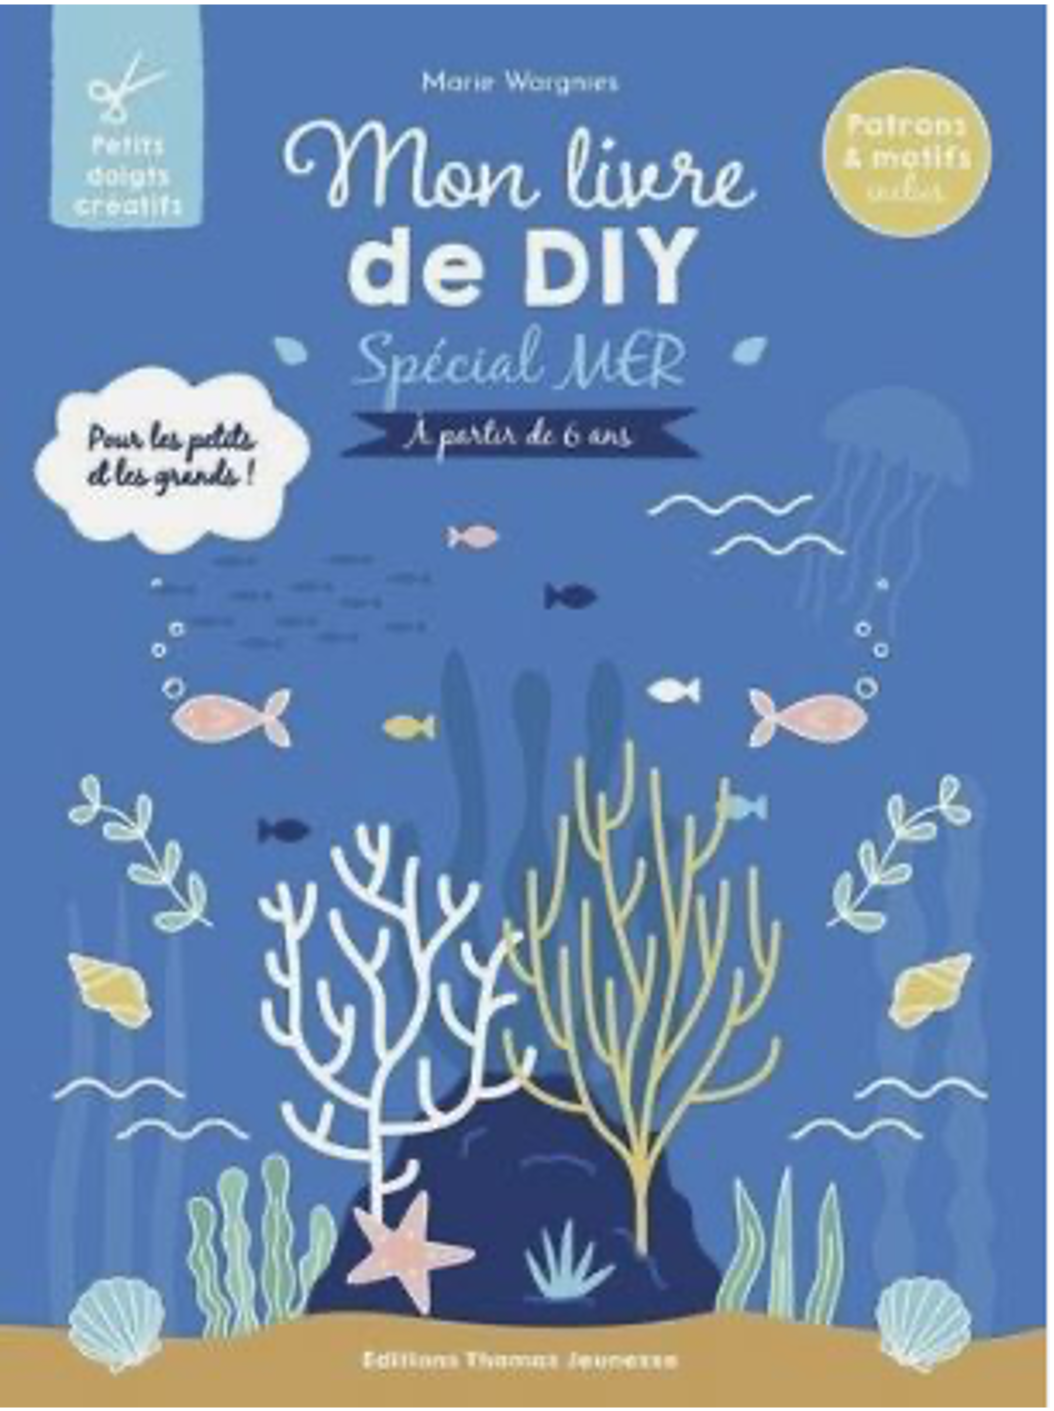 Marie Wargnies
Petits
doigts
créatifs
Patrons
& motifs
inclus
Mon livre
de DIY
Spécial MER
À partir de 6 ans
Pour les petits
et les grands !
Editions Thomas Jeunesse